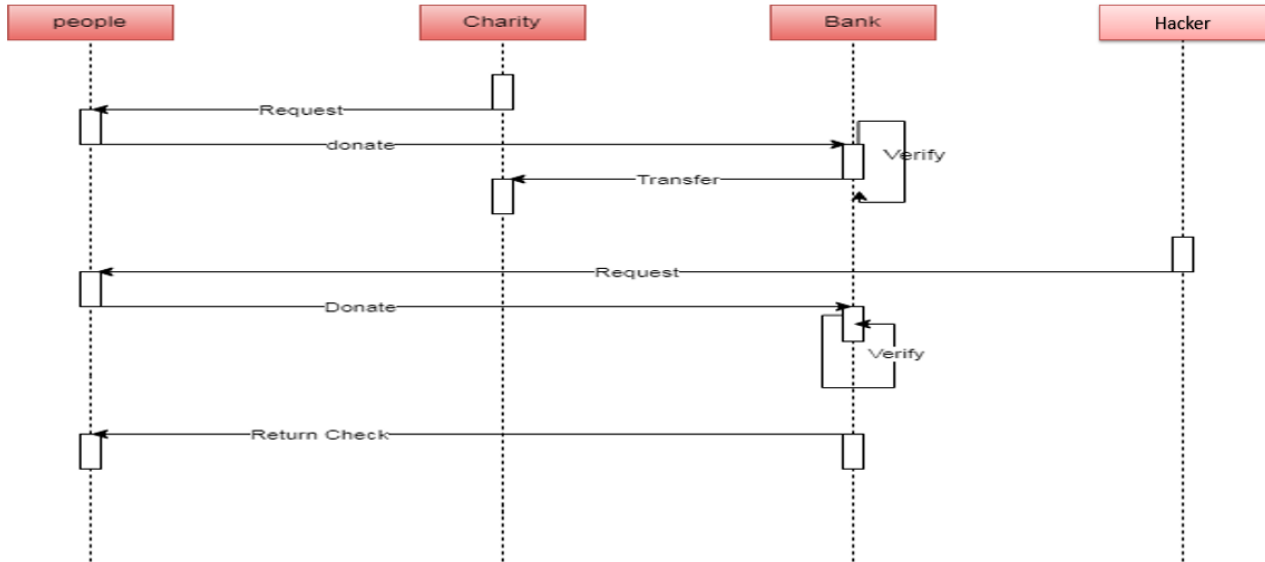 people
Charity
Bank
Hacker
Request
donate
Verify
Transfer
Request
Donate
Verify
Return Check